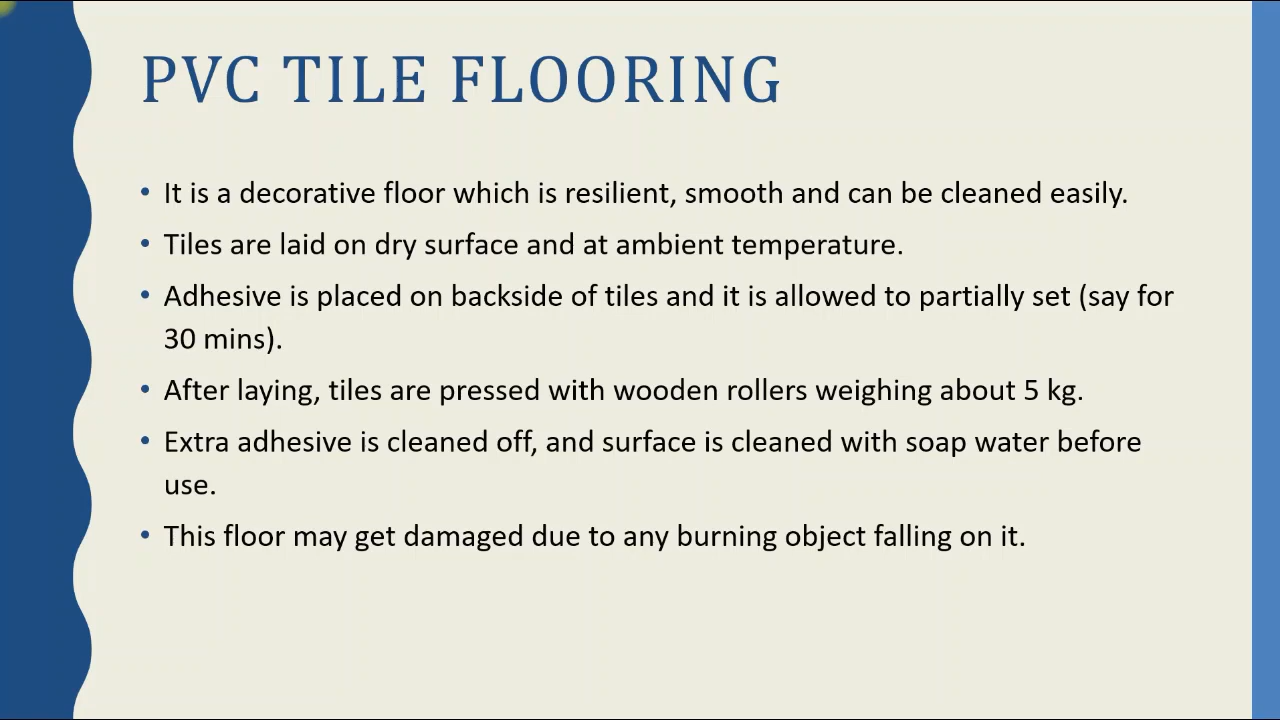 PVC TILE FLOORING
• It is a decorative floor which is resilient, smooth and can be cleaned easily.
• Tiles are laid on dry surface and at ambient temperature.
• Adhesive is placed on backside of tiles and it is allowed to partially set (say for
30 mins).
• After laying, tiles are pressed with wooden rollers weighing about 5 kg.
• Extra adhesive is cleaned off, and surface is cleaned with soap water before
use.
• This floor may get damaged due to any burning object falling on it.